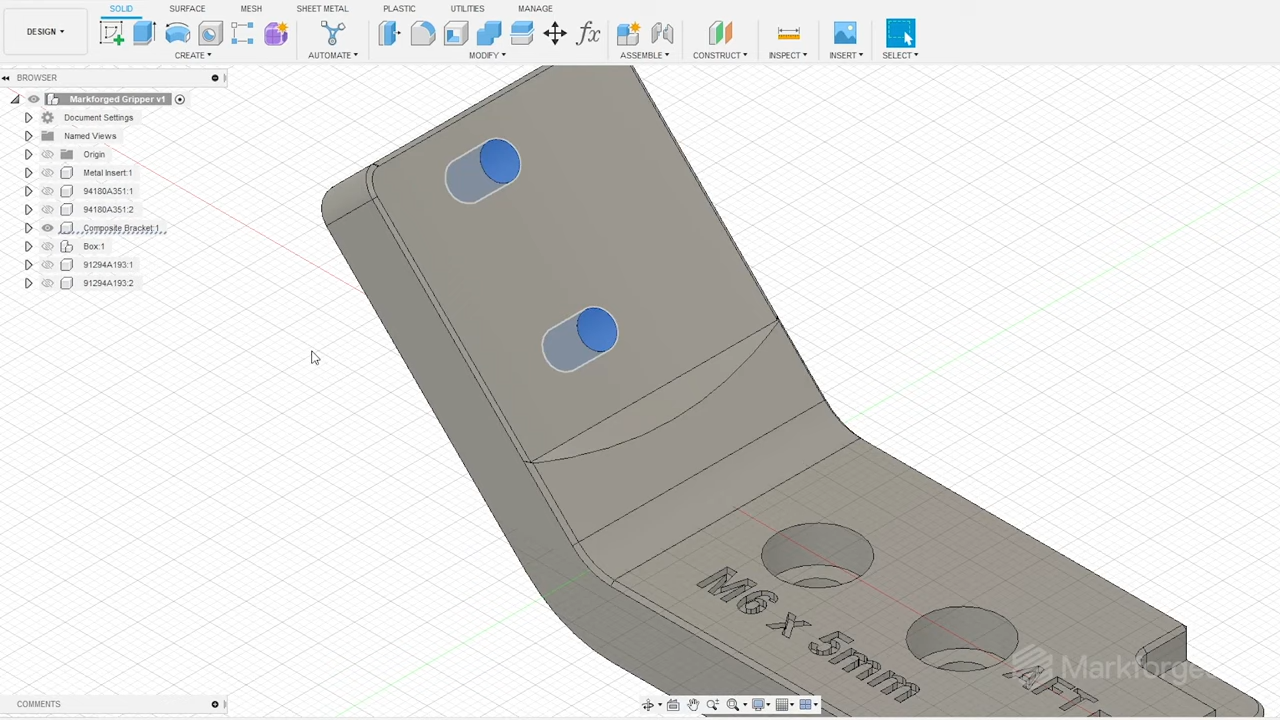 SOLID SURFACE MESH SHEET METAL PLASTIC UTILITIES MANAGE
DESIGN
CREATE AUTOMATE MODIFY ASSEMBLE CONSTRUCT INSPECT INSERT SELECT
BROWSER
Markforged Gripper v1
Document Settings
Named Views
Origin
Metal Insert:1
94180A351:1
94180A351:2
Composite Bracket:1
Box:1
91294A193:1
91294A193:2
M6 x 5mm
COMMENTS